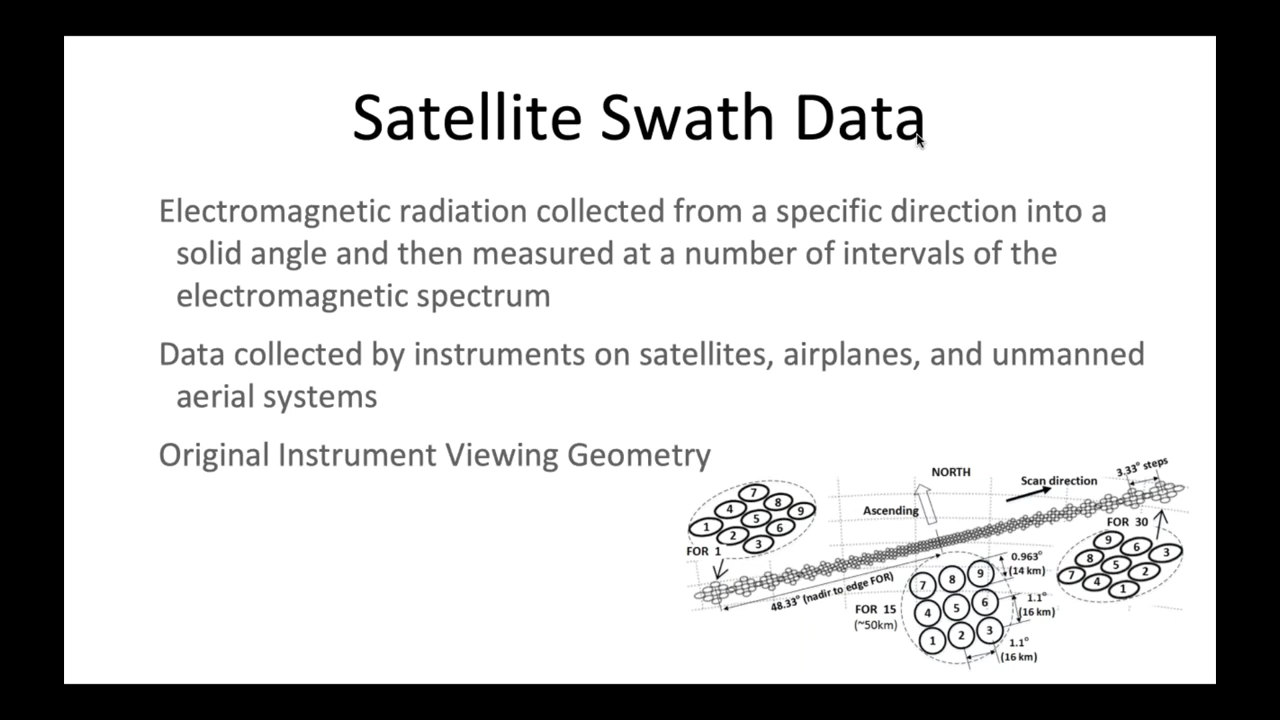 Satellite Swath Data
Electromagnetic radiation collected from a specific direction into a
solid angle and then measured at a number of intervals of the
electromagnetic spectrum
Data collected by instruments on satellites, airplanes, and unmanned
aerial systems
Original Instrument Viewing Geometry
NORTH
Scan direction
3.33° steps
Ascending
7
4 8
1 5 9
2 6
3
FOR 1
FOR 30
9
8 6 3
7 5 2
4 1
48.33° (nadir to edge FOR)
0.963°
(14 km)
7 8 9
4 5 6
1 2 3
FOR 15
(~50km)
1.1°
(16 km)
1.1°
(16 km)